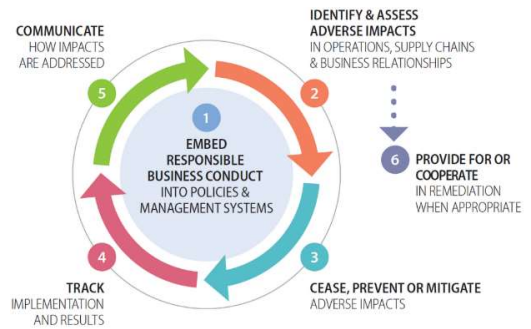 1
EMBED
RESPONSIBLE
BUSINESS CONDUCT
INTO POLICIES &
MANAGEMENT SYSTEMS
2
IDENTIFY & ASSESS
ADVERSE IMPACTS
IN OPERATIONS, SUPPLY CHAINS
& BUSINESS RELATIONSHIPS
3
CEASE, PREVENT OR MITIGATE
ADVERSE IMPACTS
4
TRACK
IMPLEMENTATION
AND RESULTS
5
COMMUNICATE
HOW IMPACTS
ARE ADDRESSED
6
PROVIDE FOR OR
COOPERATE
IN REMEDIATION
WHEN APPROPRIATE